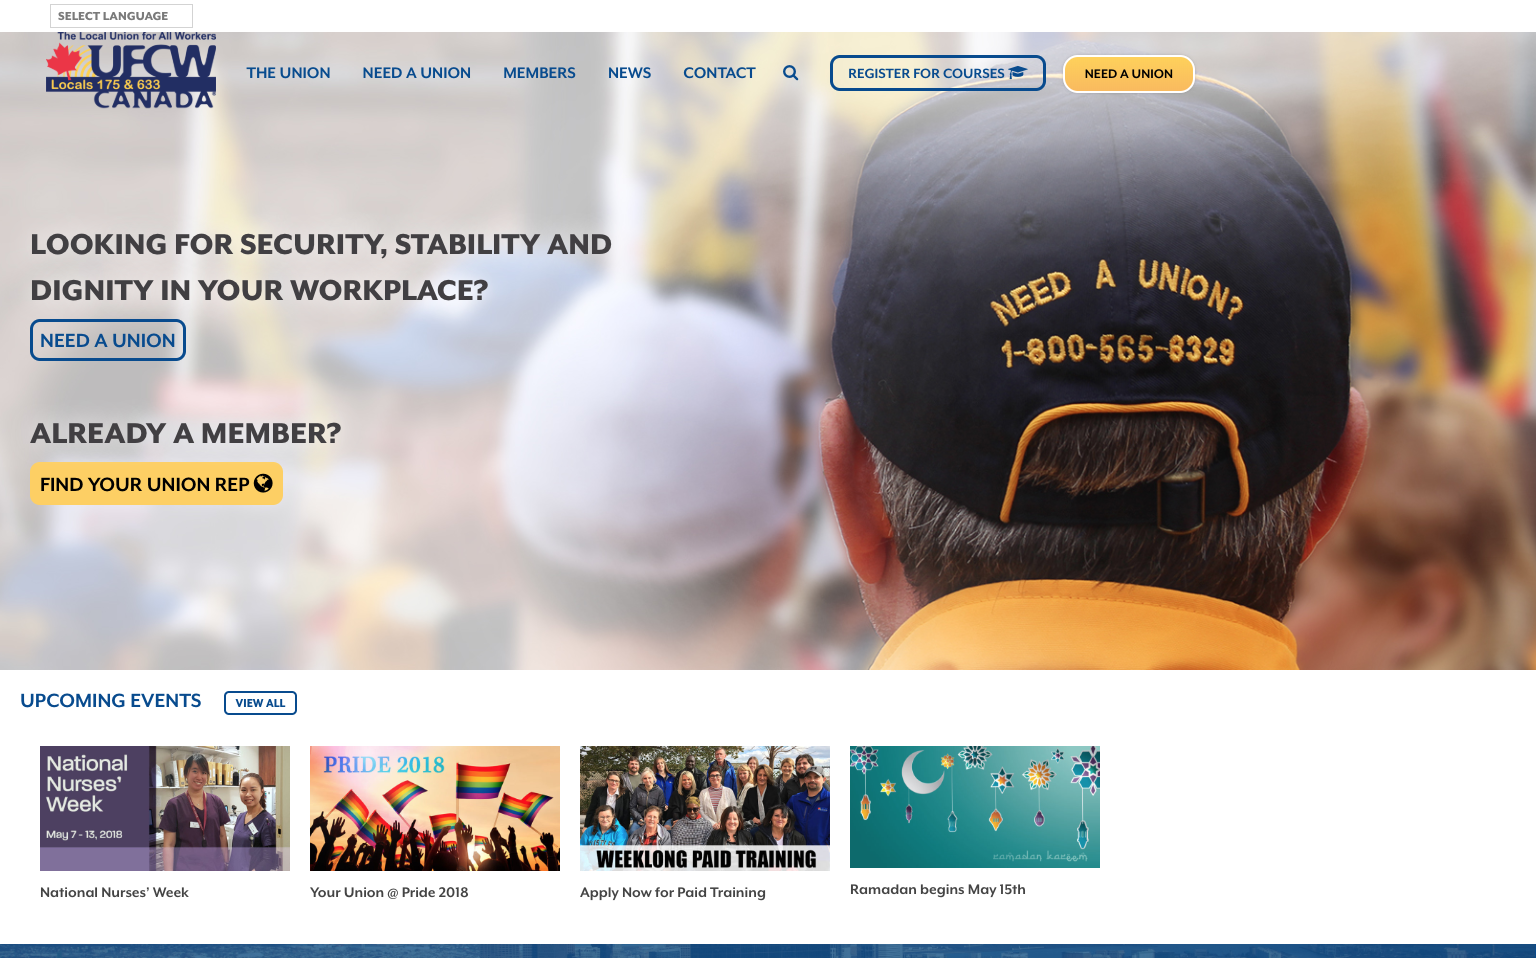 SELECT LANGUAGE
The Local Union for All Workers
UFCW
Locals 175 & 633
CANADA
THE UNION
NEED A UNION
MEMBERS
NEWS
CONTACT
REGISTER FOR COURSES
NEED A UNION
LOOKING FOR SECURITY, STABILITY AND
DIGNITY IN YOUR WORKPLACE?
NEED A UNION
ALREADY A MEMBER?
FIND YOUR UNION REP
NEED A UNION?
1-800-565-8329
UPCOMING EVENTS
VIEW ALL
National
Nurses'
Week
May 7 - 13, 2018
National Nurses’ Week
PRIDE 2018
Your Union @ Pride 2018
WEEKLONG PAID TRAINING
Apply Now for Paid Training
ramadan kareem
Ramadan begins May 15th